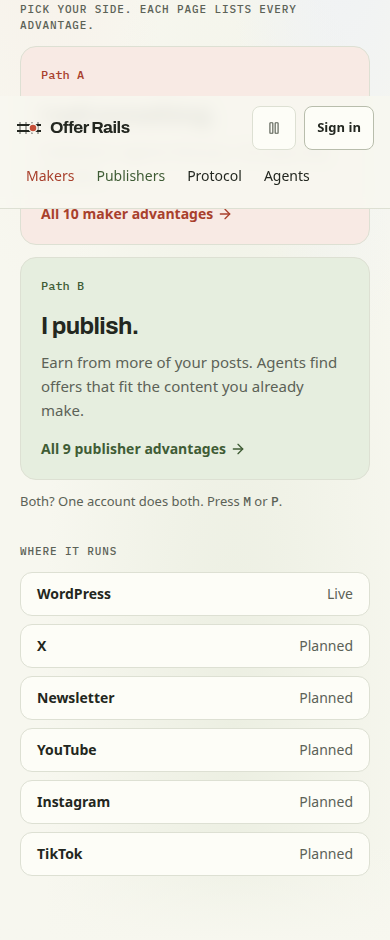 PICK YOUR SIDE. EACH PAGE LISTS EVERY
ADVANTAGE.
Path A
Offer Rails
Sign in
Makers Publishers Protocol Agents
All 10 maker advantages →
Path B
I publish.
Earn from more of your posts. Agents find
offers that fit the content you already
make.
All 9 publisher advantages →
Both? One account does both. Press M or P.
WHERE IT RUNS
WordPress Live
X Planned
Newsletter Planned
YouTube Planned
Instagram Planned
TikTok Planned